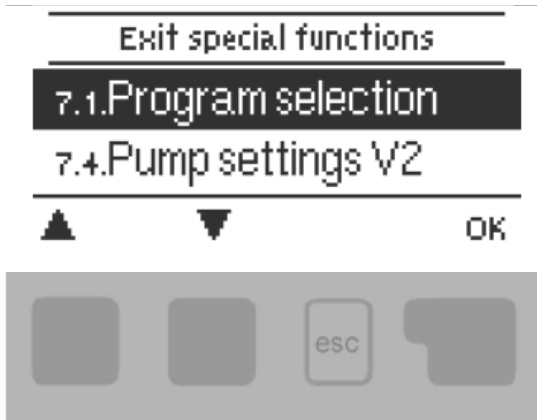 Exit special functions
7.1.Program selection
7.4.Pump settings V2
▲ ▼ OK
esc